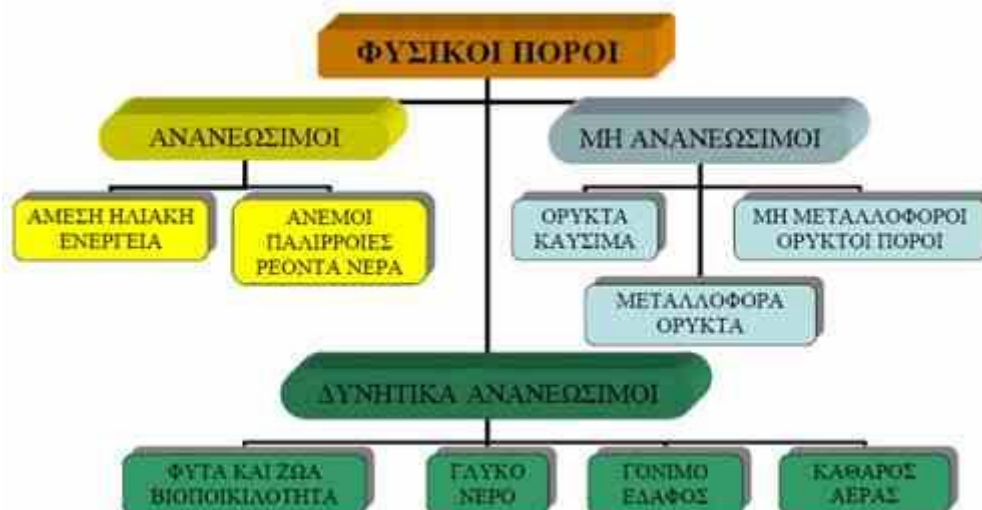 ΦΥΣΙΚΟΙ ΠΟΡΟΙ
ΑΝΑΝΕΩΣΙΜΟΙ
ΜΗ ΑΝΑΝΕΩΣΙΜΟΙ
ΑΜΕΣΗ ΗΛΙΑΚΗ
ΕΝΕΡΓΕΙΑ
ΑΝΕΜΟΙ
ΠΑΛΙΡΡΟΙΕΣ
ΡΕΟΝΤΑ ΝΕΡΑ
ΟΡΥΚΤΑ
ΚΑΥΣΙΜΑ
ΜΗ ΜΕΤΑΛΛΟΦΟΡΟΙ
ΟΡΥΚΤΟΙ ΠΟΡΟΙ
ΜΕΤΑΛΛΟΦΟΡΑ
ΟΡΥΚΤΑ
ΔΥΝΗΤΙΚΑ ΑΝΑΝΕΩΣΙΜΟΙ
ΦΥΤΑ ΚΑΙ ΖΩΑ
ΒΙΟΠΟΙΚΙΛΟΤΗΤΑ
ΓΛΥΚΟ
ΝΕΡΟ
ΓΟΝΙΜΟ
ΕΔΑΦΟΣ
ΚΑΘΑΡΟΣ
ΑΕΡΑΣ